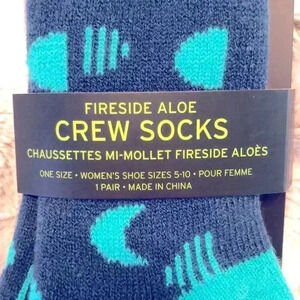 FIRESIDE ALOE
CREW SOCKS
CHAUSSETTES MI-MOLLET FIRESIDE ALOÈS
ONE SIZE • WOMEN'S SHOE SIZES 5-10 • POUR FEMME
1 PAIR • MADE IN CHINA